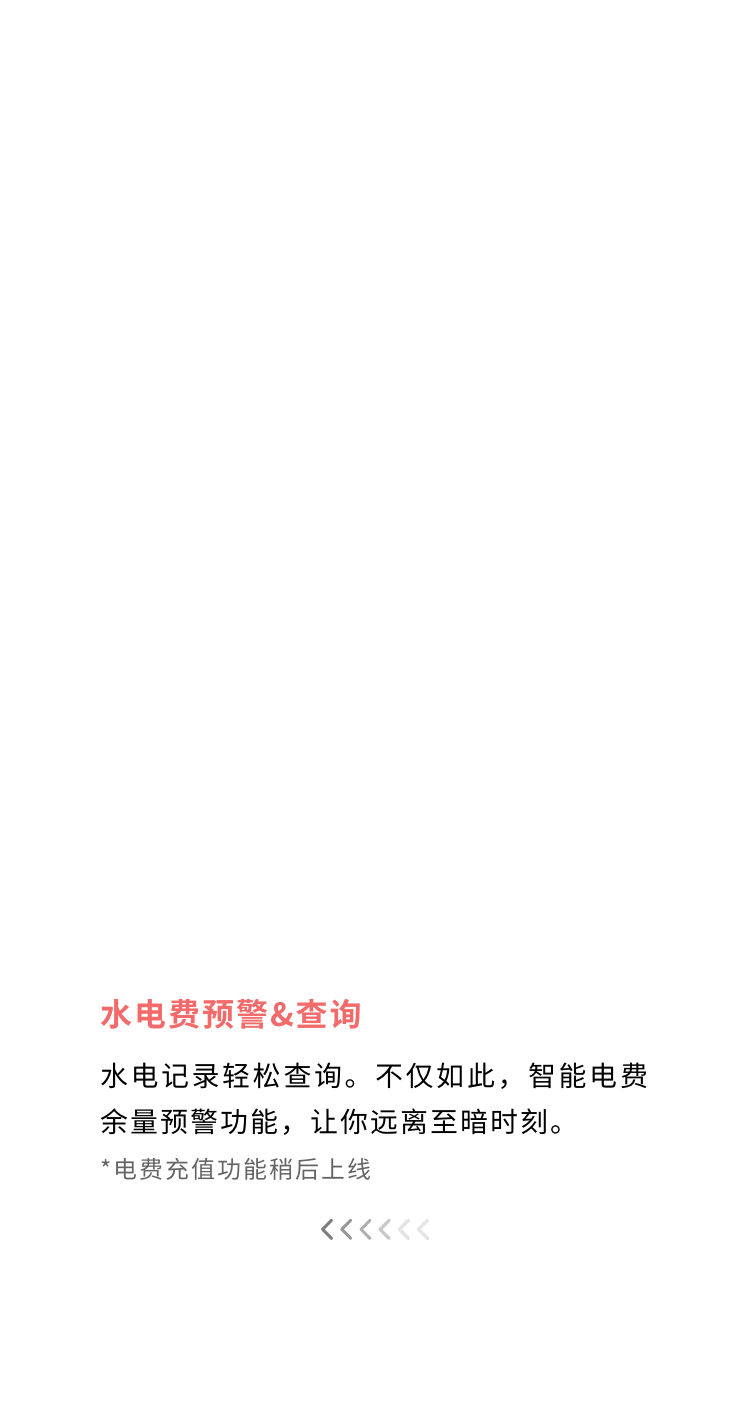 水电费预警&查询
水电记录轻松查询。不仅如此，智能电费
余量预警功能，让你远离至暗时刻。
*电费充值功能稍后上线